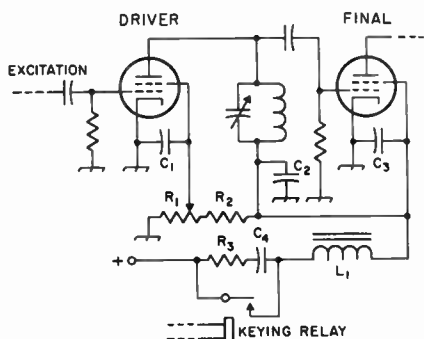 DRIVER
FINAL
EXCITATION
C1
C2
C3
R1
R2
R3
C4
L1
+
KEYING RELAY